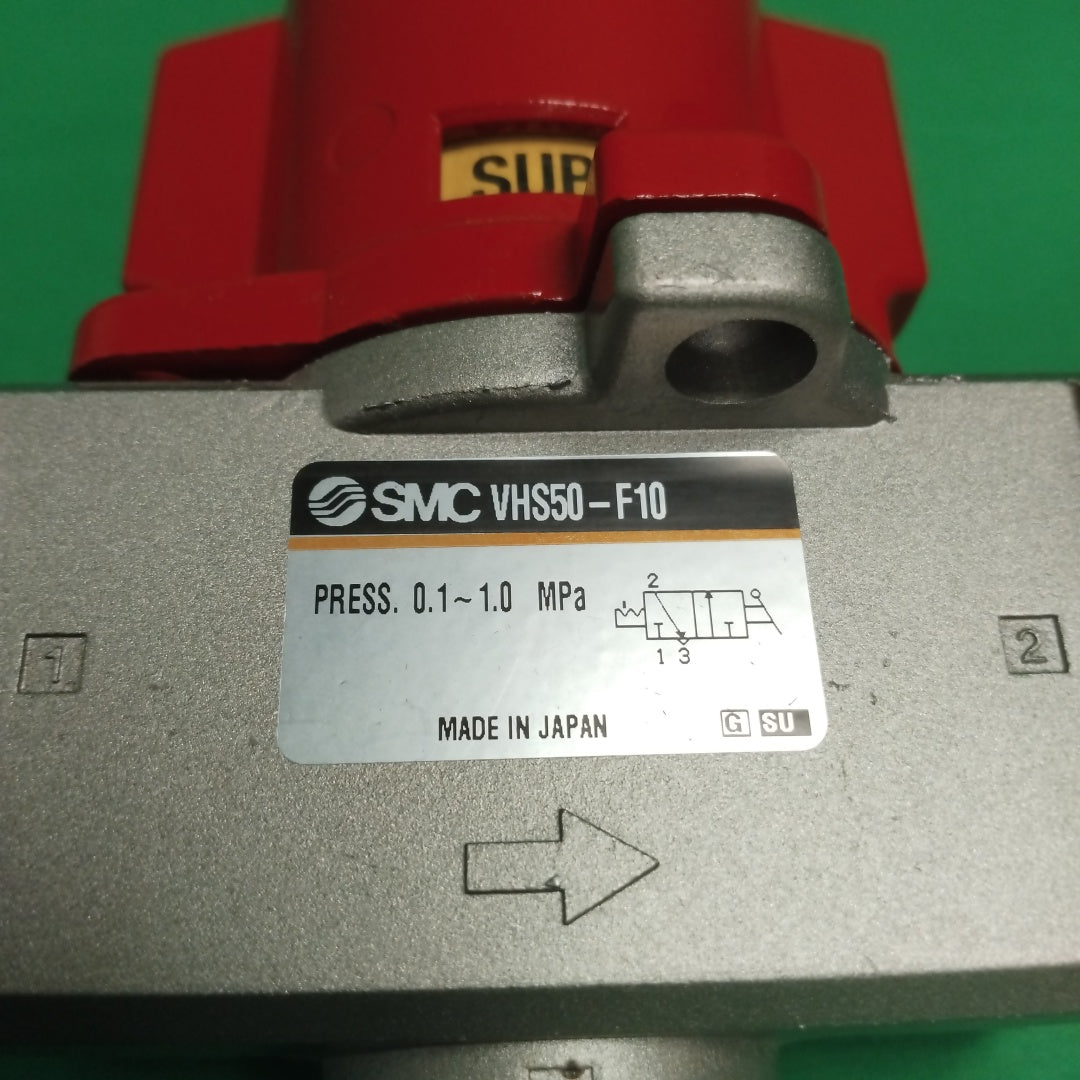 SUP
SMC VHS50-F10
PRESS. 0.1~1.0 MPa
2
1 3
1
2
MADE IN JAPAN
G SU